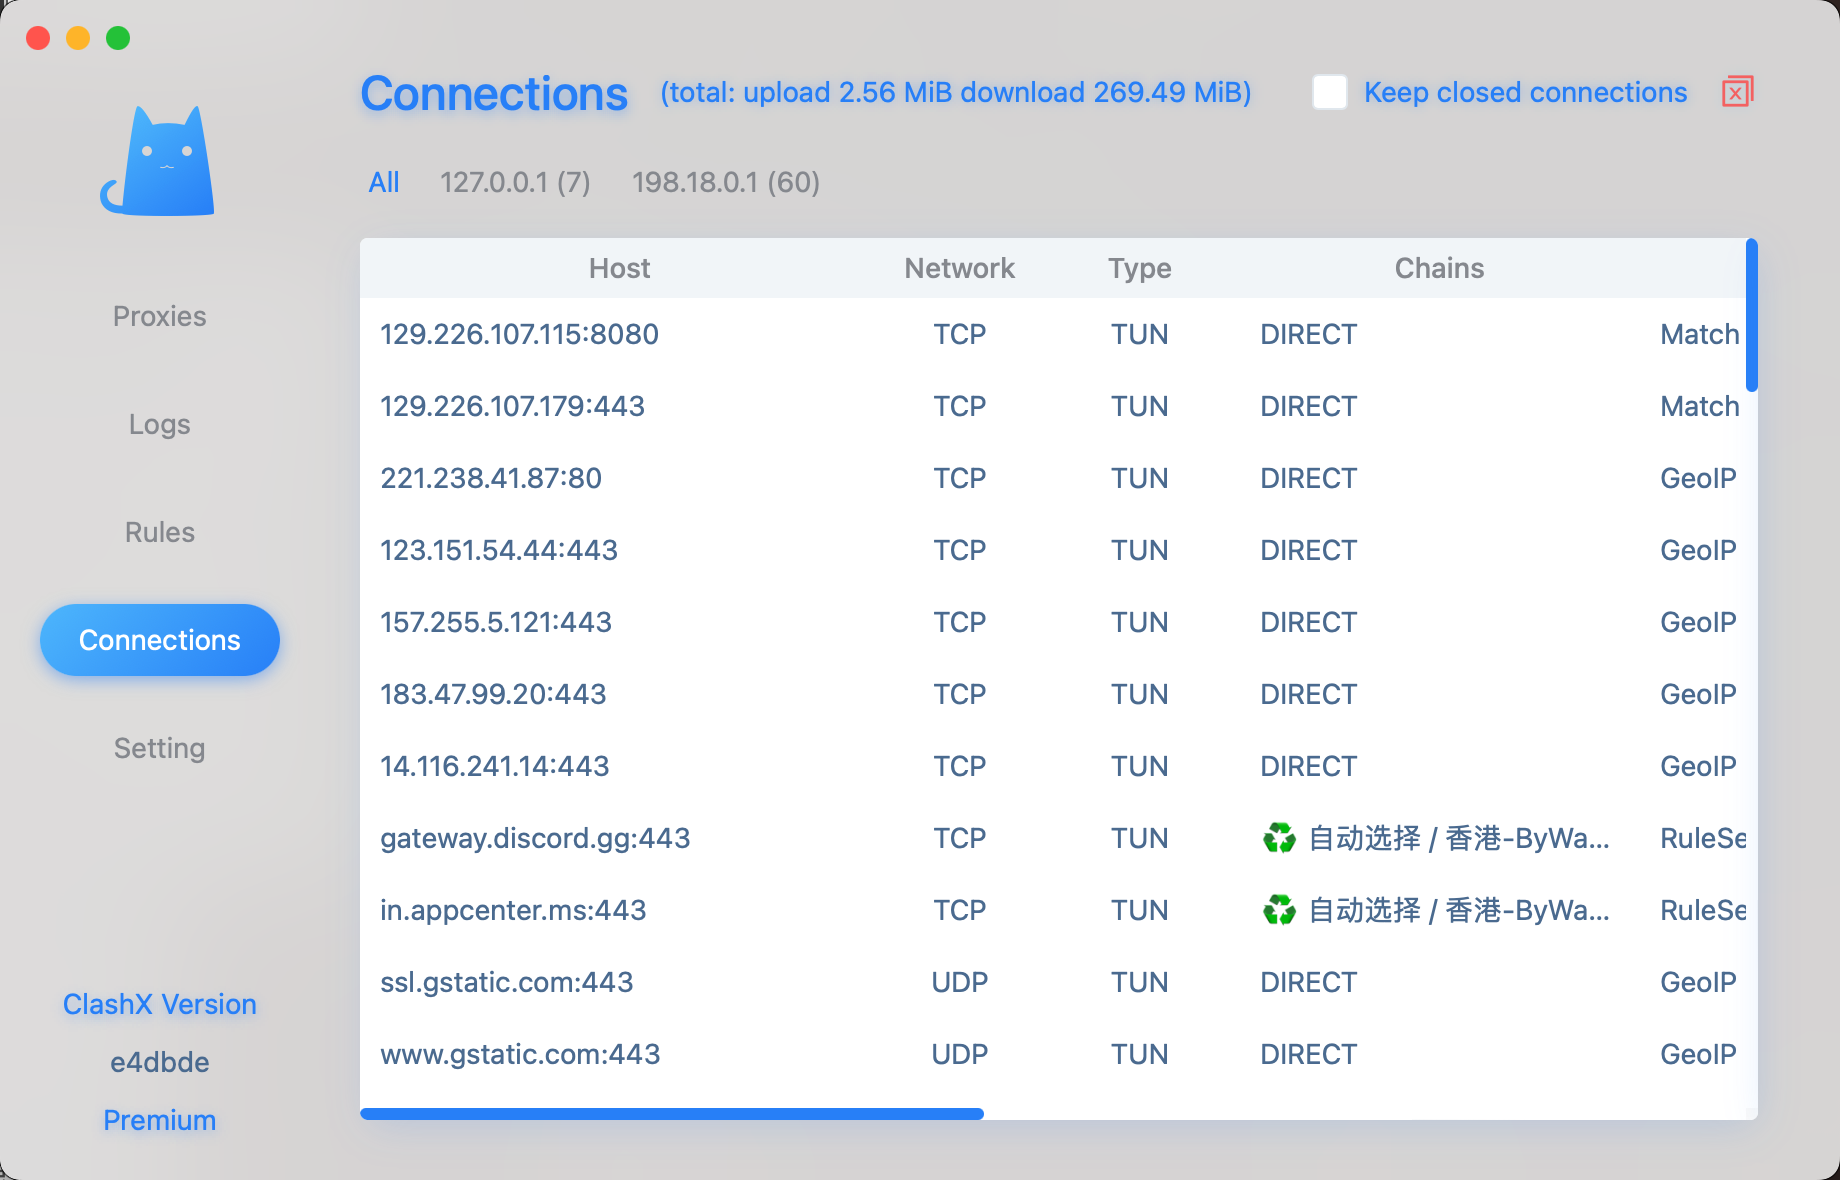 Connections (total: upload 2.56 MiB download 269.49 MiB) Keep closed connections
All 127.0.0.1 (7) 198.18.0.1 (60)
Proxies
Logs
Rules
Connections
Setting
ClashX Version
e4dbde
Premium
Host Network Type Chains
129.226.107.115:8080 TCP TUN DIRECT Match
129.226.107.179:443 TCP TUN DIRECT Match
221.238.41.87:80 TCP TUN DIRECT GeoIP
123.151.54.44:443 TCP TUN DIRECT GeoIP
157.255.5.121:443 TCP TUN DIRECT GeoIP
183.47.99.20:443 TCP TUN DIRECT GeoIP
14.116.241.14:443 TCP TUN DIRECT GeoIP
gateway.discord.gg:443 TCP TUN ♻️ 自动选择 / 香港-ByWa... RuleSe
in.appcenter.ms:443 TCP TUN ♻️ 自动选择 / 香港-ByWa... RuleSe
ssl.gstatic.com:443 UDP TUN DIRECT GeoIP
www.gstatic.com:443 UDP TUN DIRECT GeoIP